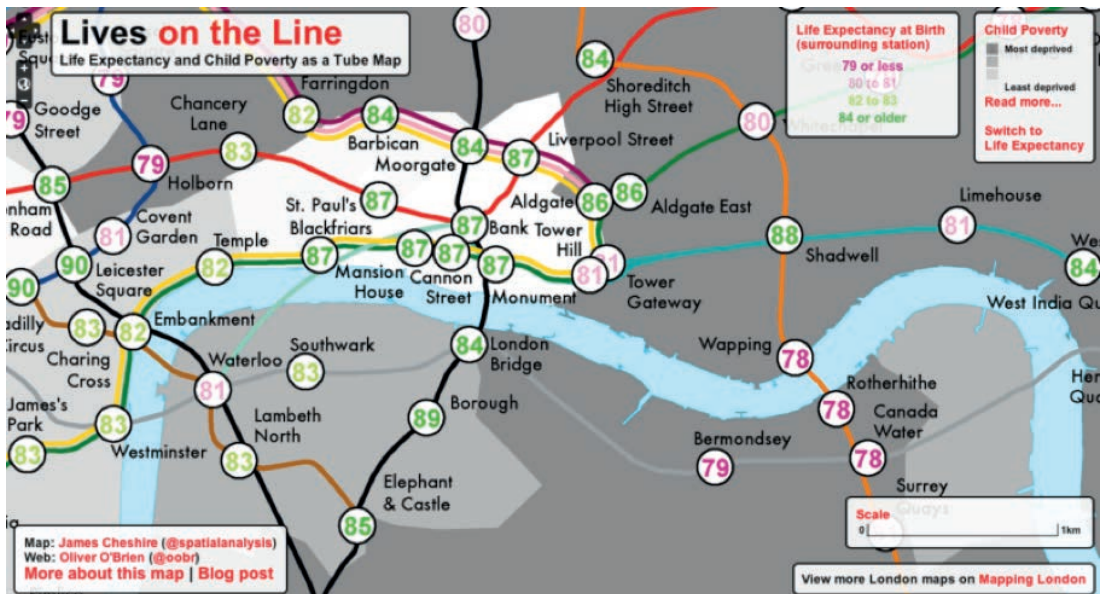 Lives on the Line
Life Expectancy and Child Poverty as a Tube Map
Life Expectancy at Birth
(surrounding station)
79 or less
80 to 81
82 to 83
84 or older
Child Poverty
Most deprived
Least deprived
Read more...
Switch to
Life Expectancy
80
79
79
Goodge
Street
Chancery
Lane
83
Farringdon
82
84
Barbican
Moorgate
84
87
Liverpool Street
84
Shoreditch
High Street
80
Whitechapel
85
79
Holborn
Road
Covent
Garden
81
St. Paul's
87
Blackfriars
87
Bank
87
Aldgate
86
86
Aldgate East
Tower
Hill
81
Tower
Gateway
88
Shadwell
Limehouse
81
84
West India
90
Leicester
Square
90
Temple
82
Mansion
House
87
Cannon
Street
87
Monument
87
Circus
83
Charing
Cross
82
Embankment
Waterloo
81
Southwark
83
84
London
Bridge
Wapping
78
Rotherhithe
78
Canada
Water
78
Surrey
Quays
James's
Park
83
83
Westminster
Lambeth
North
83
89
Borough
Elephant
& Castle
85
Bermondsey
79
Scale
0
1km
Map: James Cheshire (@spatialanalysis)
Web: Oliver O'Brien (@oobr)
More about this map | Blog post
View more London maps on Mapping London